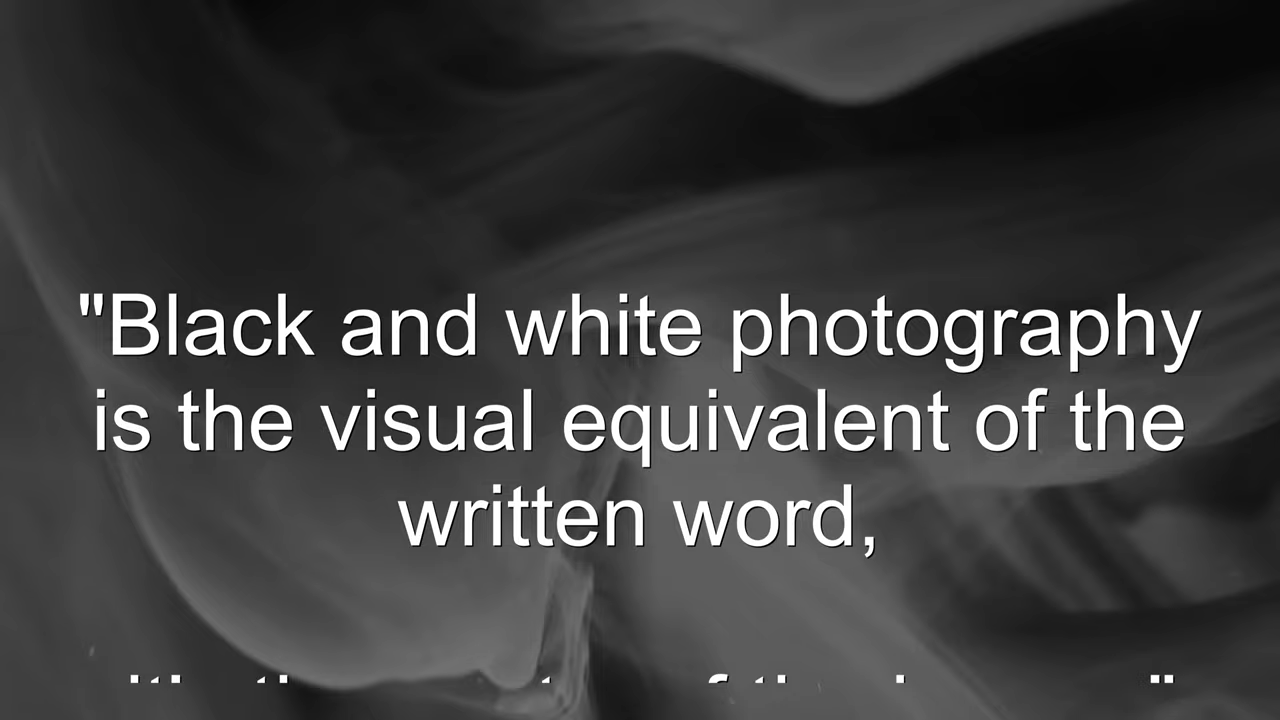 "Black and white photography
is the visual equivalent of the
written word,